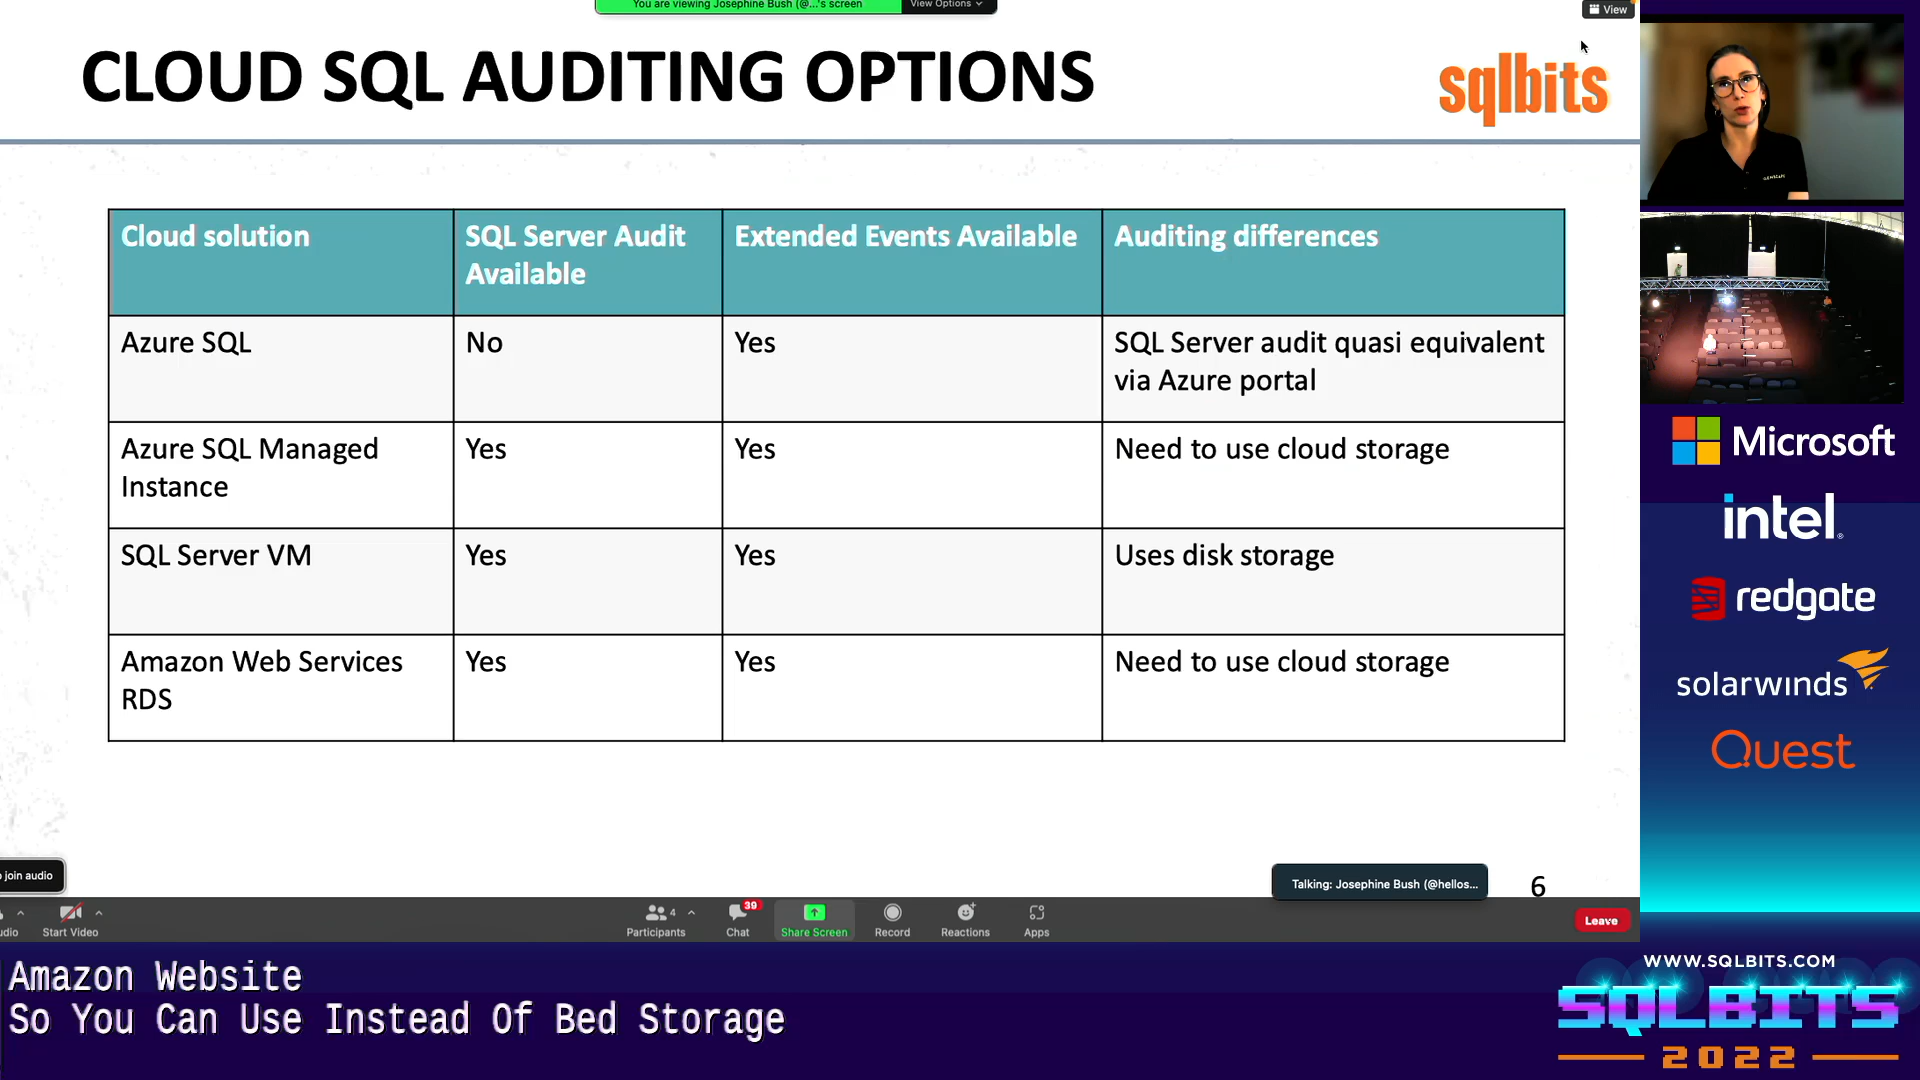 You are viewing Josephine Bush (@...'s screen
View Options
View
CLOUD SQL AUDITING OPTIONS
sqlbits
Cloud solution
SQL Server Audit
Available
Extended Events Available
Auditing differences
Azure SQL
No
Yes
SQL Server audit quasi equivalent
via Azure portal
Azure SQL Managed
Instance
Yes
Yes
Need to use cloud storage
SQL Server VM
Yes
Yes
Uses disk storage
Amazon Web Services
RDS
Yes
Yes
Need to use cloud storage
Microsoft
intel
redgate
solarwinds
Quest
join audio
Talking: Josephine Bush (@hellos...
6
Start Video
4
Participants
39
Chat
Share Screen
Record
Reactions
Apps
Leave
Amazon Website
So You Can Use Instead Of Bed Storage
WWW.SQLBITS.COM
SQLBITS
2022